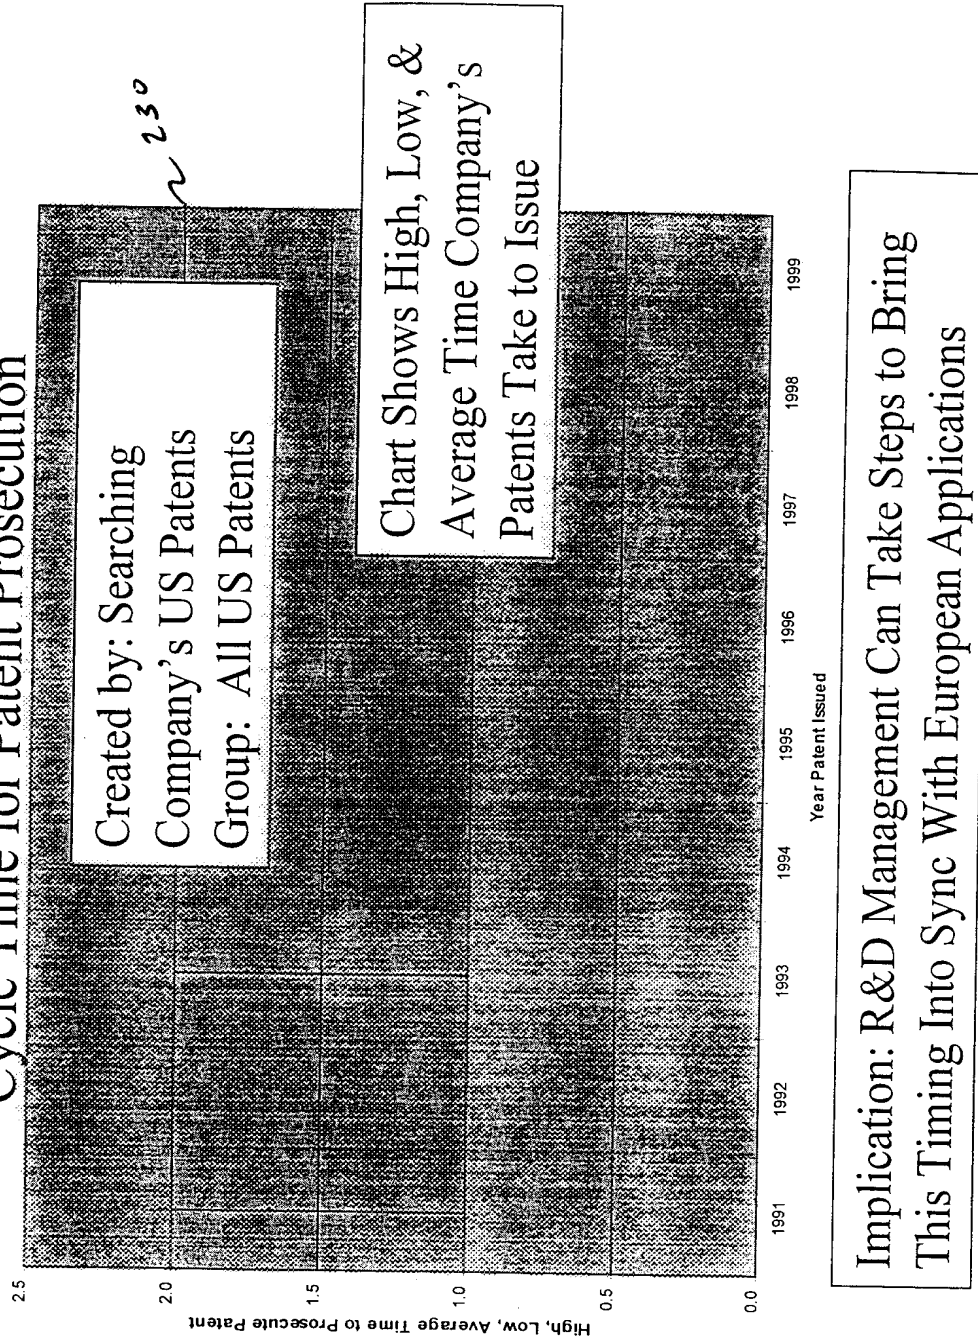 Cycle Time for Patent Prosecution
Created by: Searching
Company's US Patents
Group: All US Patents
230
Chart Shows High, Low, &
Average Time Company's
Patents Take to Issue
High, Low, Average Time to Prosecute Patent
2.5
2.0
1.5
1.0
0.5
0.0
1991
1992
1993
1994
1995
1996
1997
1998
1999
Year Patent Issued
Implication: R&D Management Can Take Steps to Bring
This Timing Into Sync With European Applications